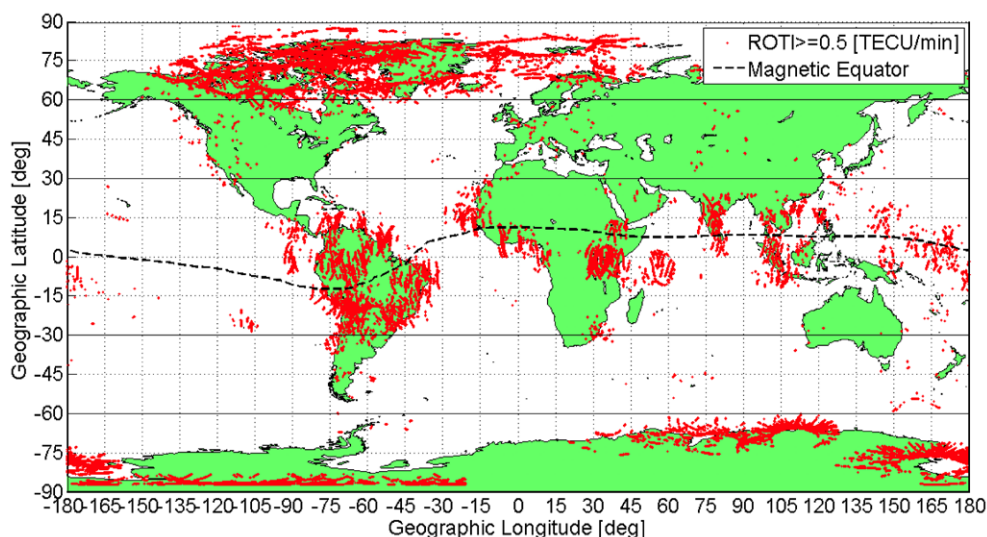 90
75
60
45
30
15
0
-15
-30
-45
-60
-75
-90
Geographic Latitude [deg]
ROTI>=0.5 [TECU/min]
Magnetic Equator
-180 -165 -150 -135 -120 -105 -90 -75 -60 -45 -30 -15 0 15 30 45 60 75 90 105 120 135 150 165 180
Geographic Longitude [deg]